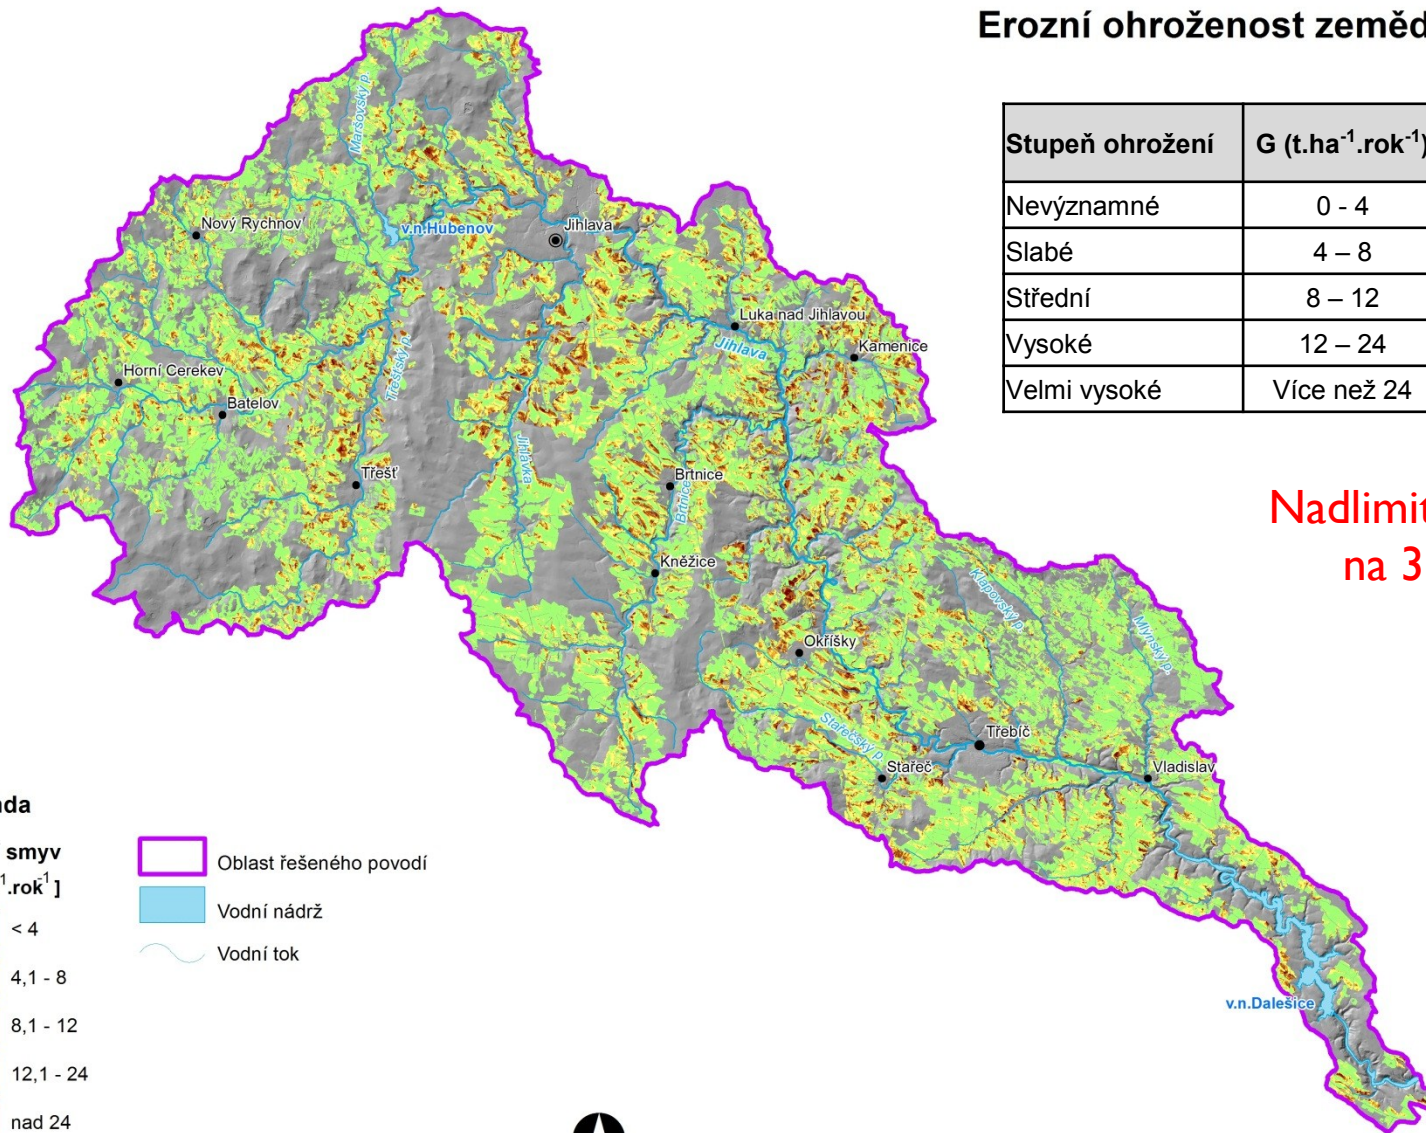 Erozní ohroženost zeměd
Stupeň ohrožení G (t.ha⁻¹.rok⁻¹)
Nevýznamné 0 - 4
Slabé 4 – 8
Střední 8 – 12
Vysoké 12 – 24
Velmi vysoké Více než 24
Nadlimit
na 3
Maršovský p.
Nový Rychnov
v.n.Hubenov
Jihlava
Luka nad Jihlavou
Jihlava
Kamenice
Třešťský p.
Horní Cerekev
Batelov
Jihlávka
Třešť
Brtnice
Brtnice
Kněžice
Klapovský p.
Mlýnský p.
Okříšky
Stařečský p.
Třebíč
Stařeč
Vladislav
v.n.Dalešice
nda
smyv
¹.rok⁻¹ ]
< 4
4,1 - 8
8,1 - 12
12,1 - 24
nad 24
Oblast řešeného povodí
Vodní nádrž
Vodní tok